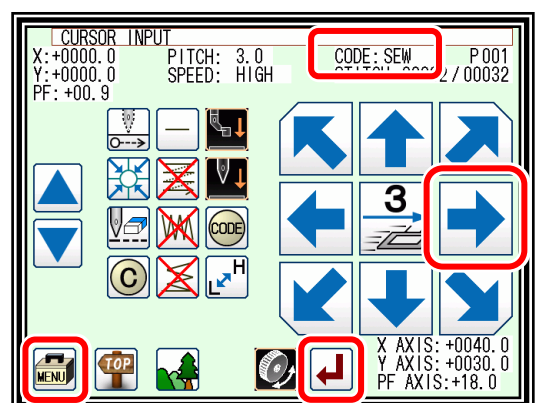 CURSOR INPUT
X:+0000.0 PITCH: 3.0 CODE:SEW P001
Y:+0000.0 SPEED: HIGH 2/00032
PF:+00.9
3
CODE
C H L
MENU TOP
X AXIS:+0040.0
Y AXIS:+0030.0
PF AXIS:+18.0